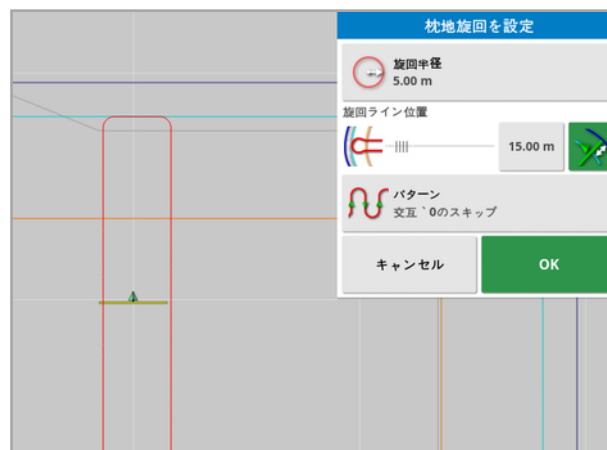 枕地旋回を設定
旋回半径
5.00 m
旋回ライン位置
15.00 m
パターン
交互 `0のスキップ
キャンセル
OK